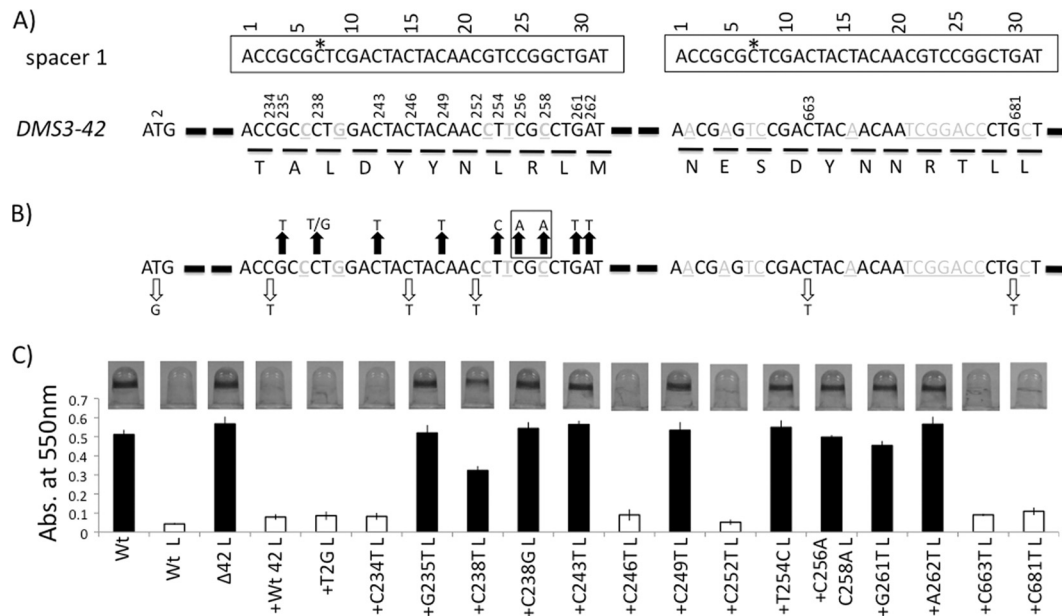 A)
1 5 10 15 20 25 30 1 5 10 15 20 25 30
*
*
spacer 1 ACCGCGCTCGACTACTACAACGTCCGGCTGAT ACCGCGCTCGACTACTACAACGTCCGGCTGAT
2 234 235 238 243 246 249 252 254 256 258 261 262 663 681
DMS3-42 ATG ACCGCCCTGGACTACTACAACCTTCGCCTGAT AACGAGTCCGACTACAACAATCGGACCCTGCT
T A L D Y Y N L R L M N E S D Y N N R T L L
B)
T T/G T T C A A T T
ATG ACCGCCCTGGACTACTACAACCTTCGCCTGAT AACGAGTCCGACTACAACAATCGGACCCTGCT
G T T T T T
C)
Abs. at 550nm
0.7
0.6
0.5
0.4
0.3
0.2
0.1
0
Wt
Wt L
Δ42 L
+Wt 42 L
+T2G L
+C234T L
+G235T L
+C238T L
+C238G L
+C243T L
+C246T L
+C249T L
+C252T L
+T254C L
+C256A
C258A L
+G261T L
+A262T L
+C663T L
+C681T L